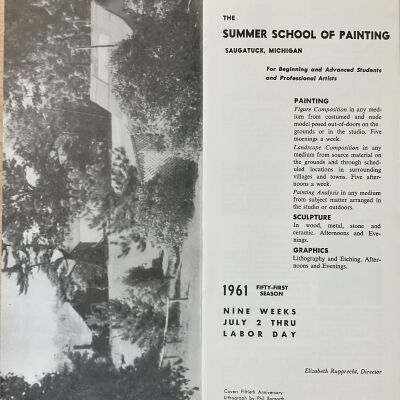 THE
SUMMER SCHOOL OF PAINTING
SAUGATUCK, MICHIGAN
For Beginning and Advanced Students
and Professional Artists
PAINTING
Figure Composition in any med-
ium from costumed and nude
model posed out-of-doors on the
grounds or in the studio. Five
mornings a week.
Landscape Composition in any
medium from source material on
the grounds and through sched-
uled locations in surrounding
villages and towns. Five after-
noons a week.
Painting Analysis in any medium
from subject matter arranged in
the studio or outdoors.
SCULPTURE
In wood, metal, stone and
ceramic. Afternoons and Eve-
nings.
GRAPHICS
Lithography and Etching. After-
noons and Evenings.
1961 FIFTY-FIRST
SEASON
NINE WEEKS
JULY 2 THRU
LABOR DAY
Elizabeth Rupprecht, Director
Cover: Fiftieth Anniversary
Lithograph by Phil